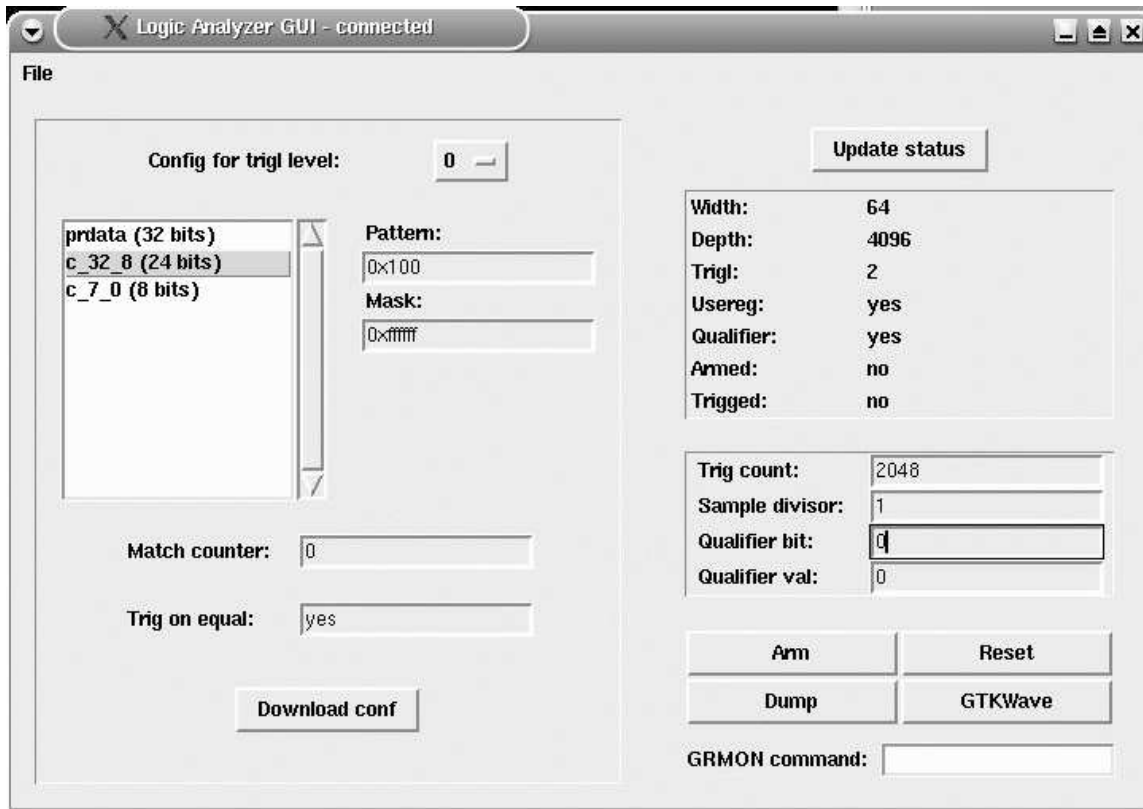 Logic Analyzer GUI - connected
File
Config for trigl level: 0
prdata (32 bits)
c_32_8 (24 bits)
c_7_0 (8 bits)
Pattern:
0x100
Mask:
0xffffff
Match counter: 0
Trig on equal: yes
Download conf
Update status
Width: 64
Depth: 4096
Trigl: 2
Usereg: yes
Qualifier: yes
Armed: no
Trigged: no
Trig count: 2048
Sample divisor: 1
Qualifier bit: 0
Qualifier val: 0
Arm Reset
Dump GTKWave
GRMON command: